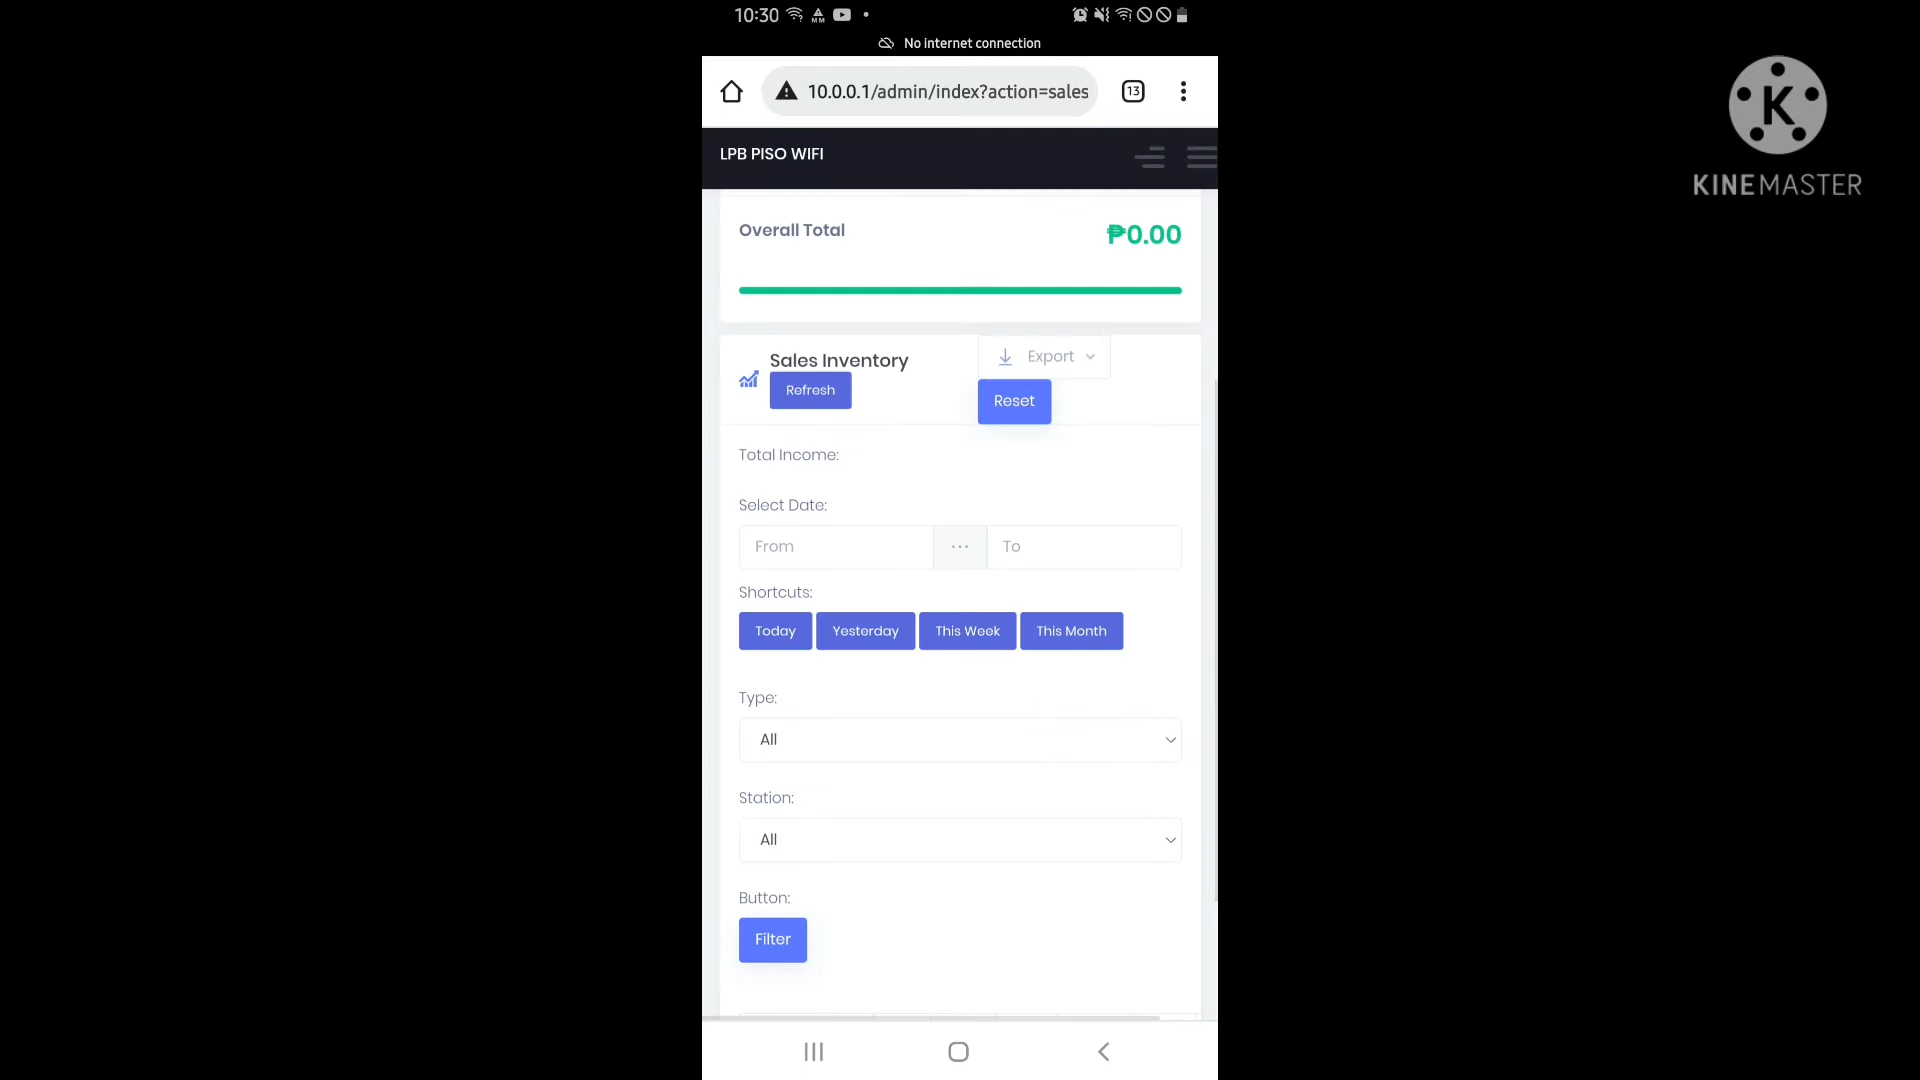 10:30
No internet connection
10.0.0.1/admin/index?action=sales
13
LPB PISO WIFI
Overall Total
₱0.00
Sales Inventory
Refresh
Export
Reset
Total Income:
Select Date:
From
...
To
Shortcuts:
Today
Yesterday
This Week
This Month
Type:
All
Station:
All
Button:
Filter
K
KINEMASTER